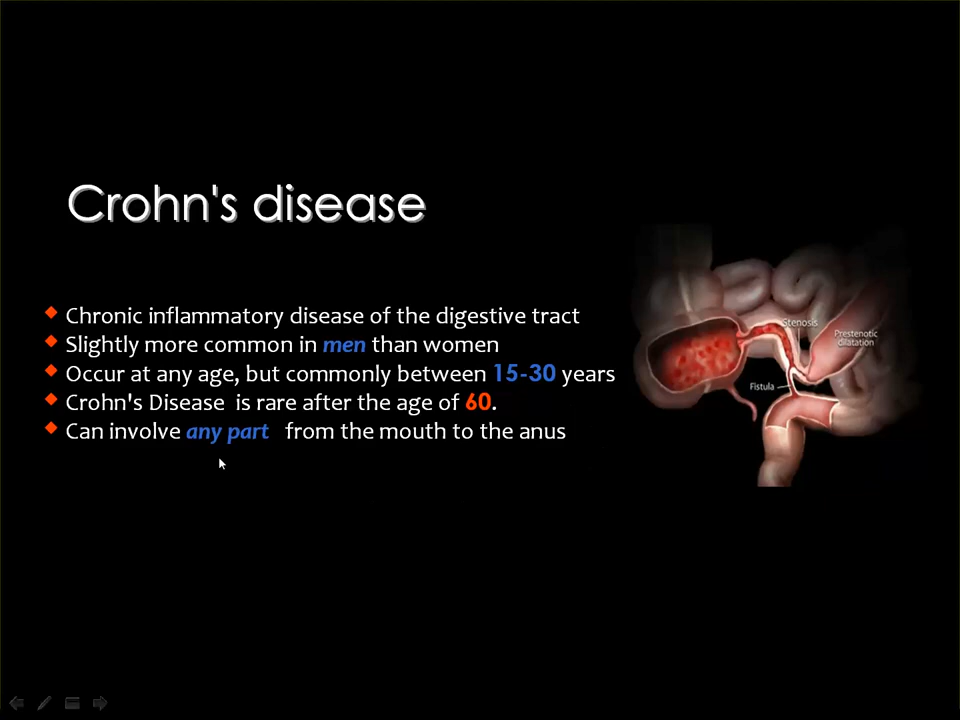 Crohn's disease
Chronic inflammatory disease of the digestive tract
Slightly more common in men than women
Occur at any age, but commonly between 15-30 years
Crohn's Disease is rare after the age of 60.
Can involve any part from the mouth to the anus
Stenosis
Prestenotic
dilatation
Fistula